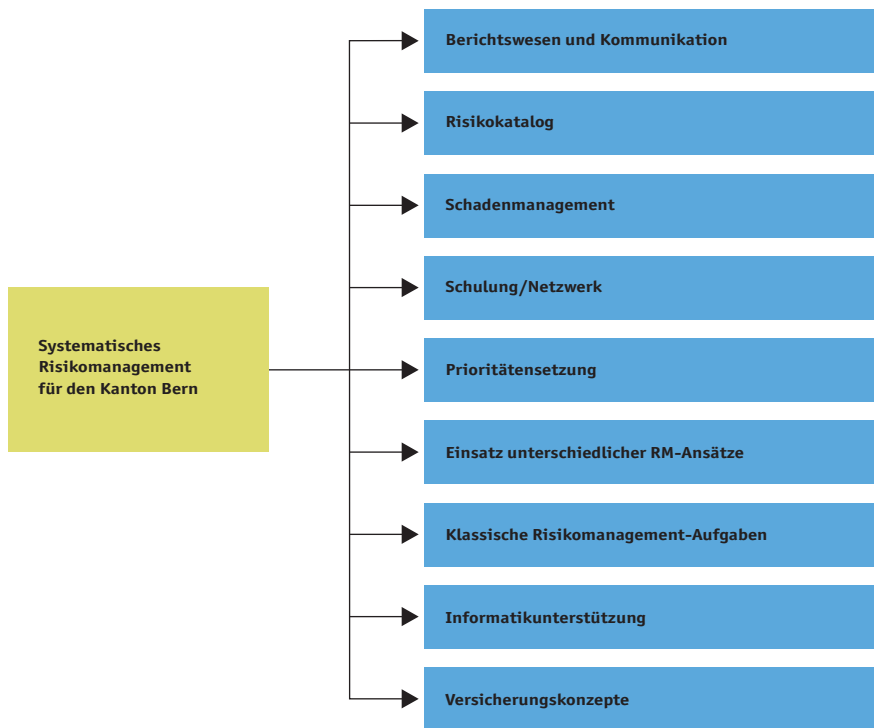 Systematisches
Risikomanagement
für den Kanton Bern
Berichtswesen und Kommunikation
Risikokatalog
Schadenmanagement
Schulung/Netzwerk
Prioritätensetzung
Einsatz unterschiedlicher RM-Ansätze
Klassische Risikomanagement-Aufgaben
Informatikunterstützung
Versicherungskonzepte